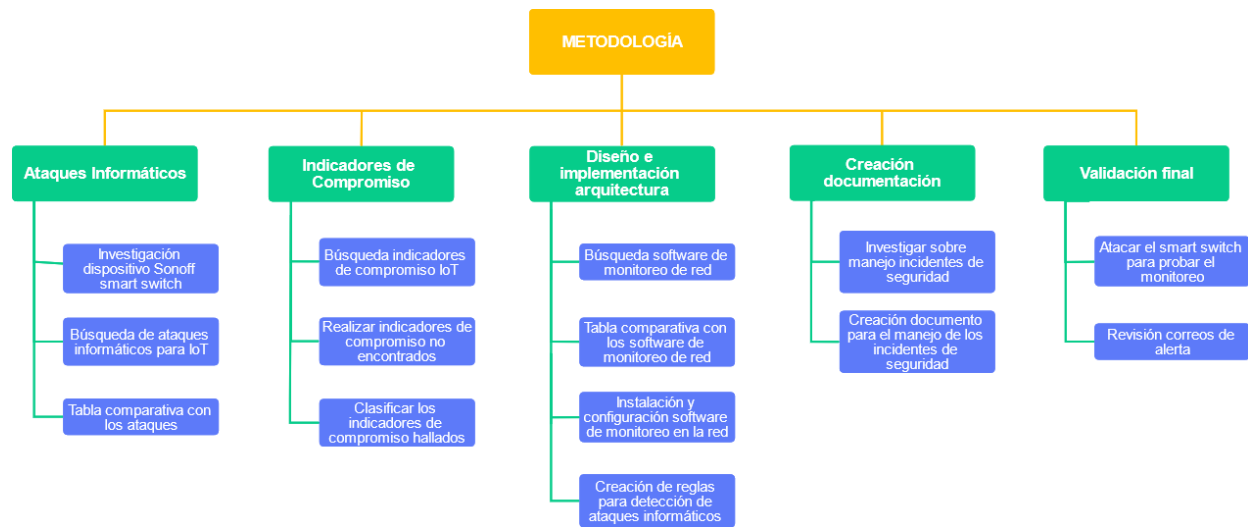 METODOLOGÍA
Ataques Informáticos
Investigación
dispositivo Sonoff
smart switch
Búsqueda de ataques
informáticos para IoT
Tabla comparativa con
los ataques
Indicadores de
Compromiso
Búsqueda indicadores
de compromiso IoT
Realizar indicadores de
compromiso no
encontrados
Clasificar los
indicadores de
compromiso hallados
Diseño e
implementación
arquitectura
Búsqueda software de
monitoreo de red
Tabla comparativa con
los software de
monitoreo de red
Instalación y
configuración software
de monitoreo en la red
Creación de reglas
para detección de
ataques informáticos
Creación
documentación
Investigar sobre
manejo incidentes de
seguridad
Creación documento
para el manejo de los
incidentes de
seguridad
Validación final
Atacar el smart switch
para probar el
monitoreo
Revisión correos de
alerta